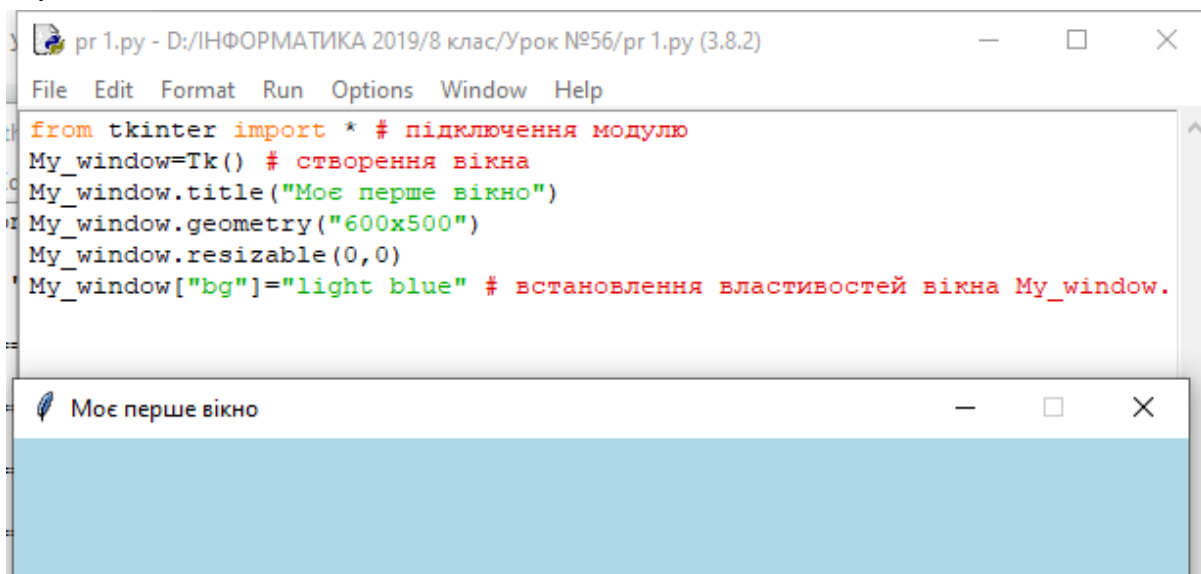 pr 1.py - D:/ІНФОРМАТИКА 2019/8 клас/Урок №56/pr 1.py (3.8.2)
File Edit Format Run Options Window Help
from tkinter import * # підключення модулю
My_window=Tk() # створення вікна
My_window.title("Моє перше вікно")
My_window.geometry("600x500")
My_window.resizable(0,0)
My_window["bg"]="light blue" # встановлення властивостей вікна My_window.
Моє перше вікно